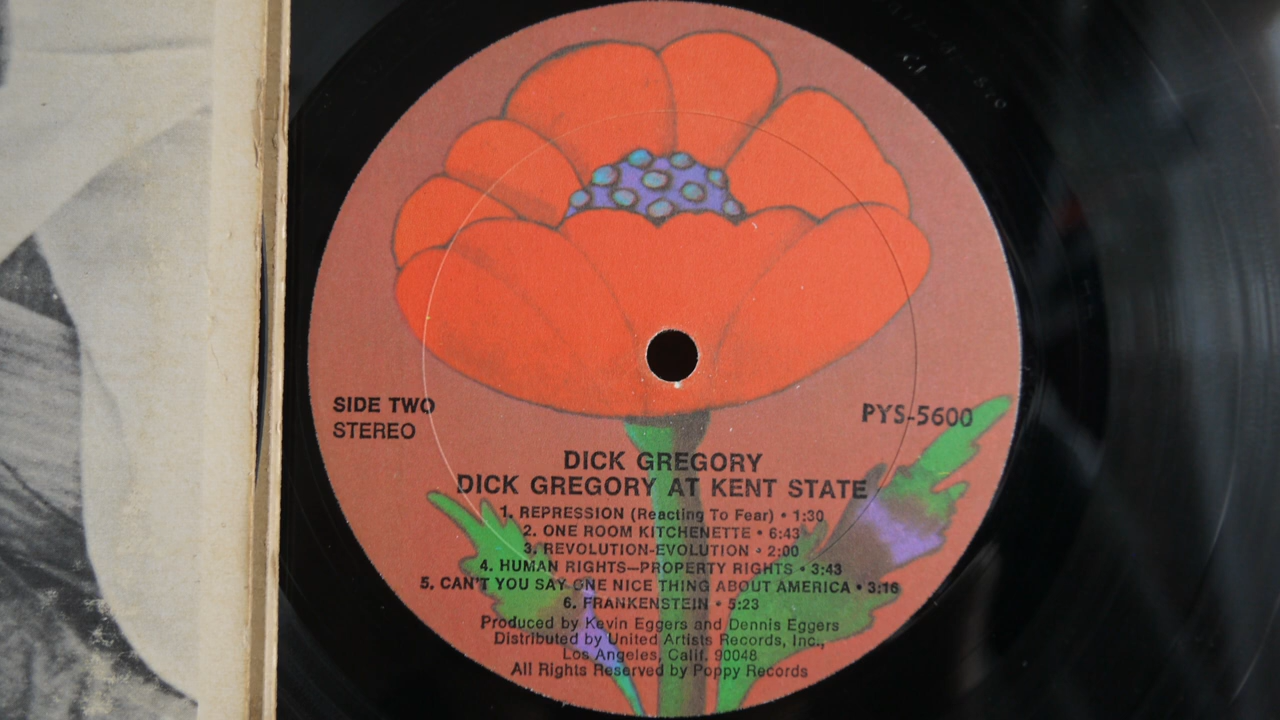 SIDE TWO
STEREO
PYS-5600
DICK GREGORY
DICK GREGORY AT KENT STATE
1. REPRESSION (Reacting To Fear) • 1:30
2. ONE ROOM KITCHENETTE • 6:43
3. REVOLUTION-EVOLUTION • 2:00
4. HUMAN RIGHTS—PROPERTY RIGHTS • 3:43
5. CAN'T YOU SAY ONE NICE THING ABOUT AMERICA • 3:16
6. FRANKENSTEIN • 5:23
Produced by Kevin Eggers and Dennis Eggers
Distributed by United Artists Records, Inc.,
Los Angeles, Calif. 90048
All Rights Reserved by Poppy Records